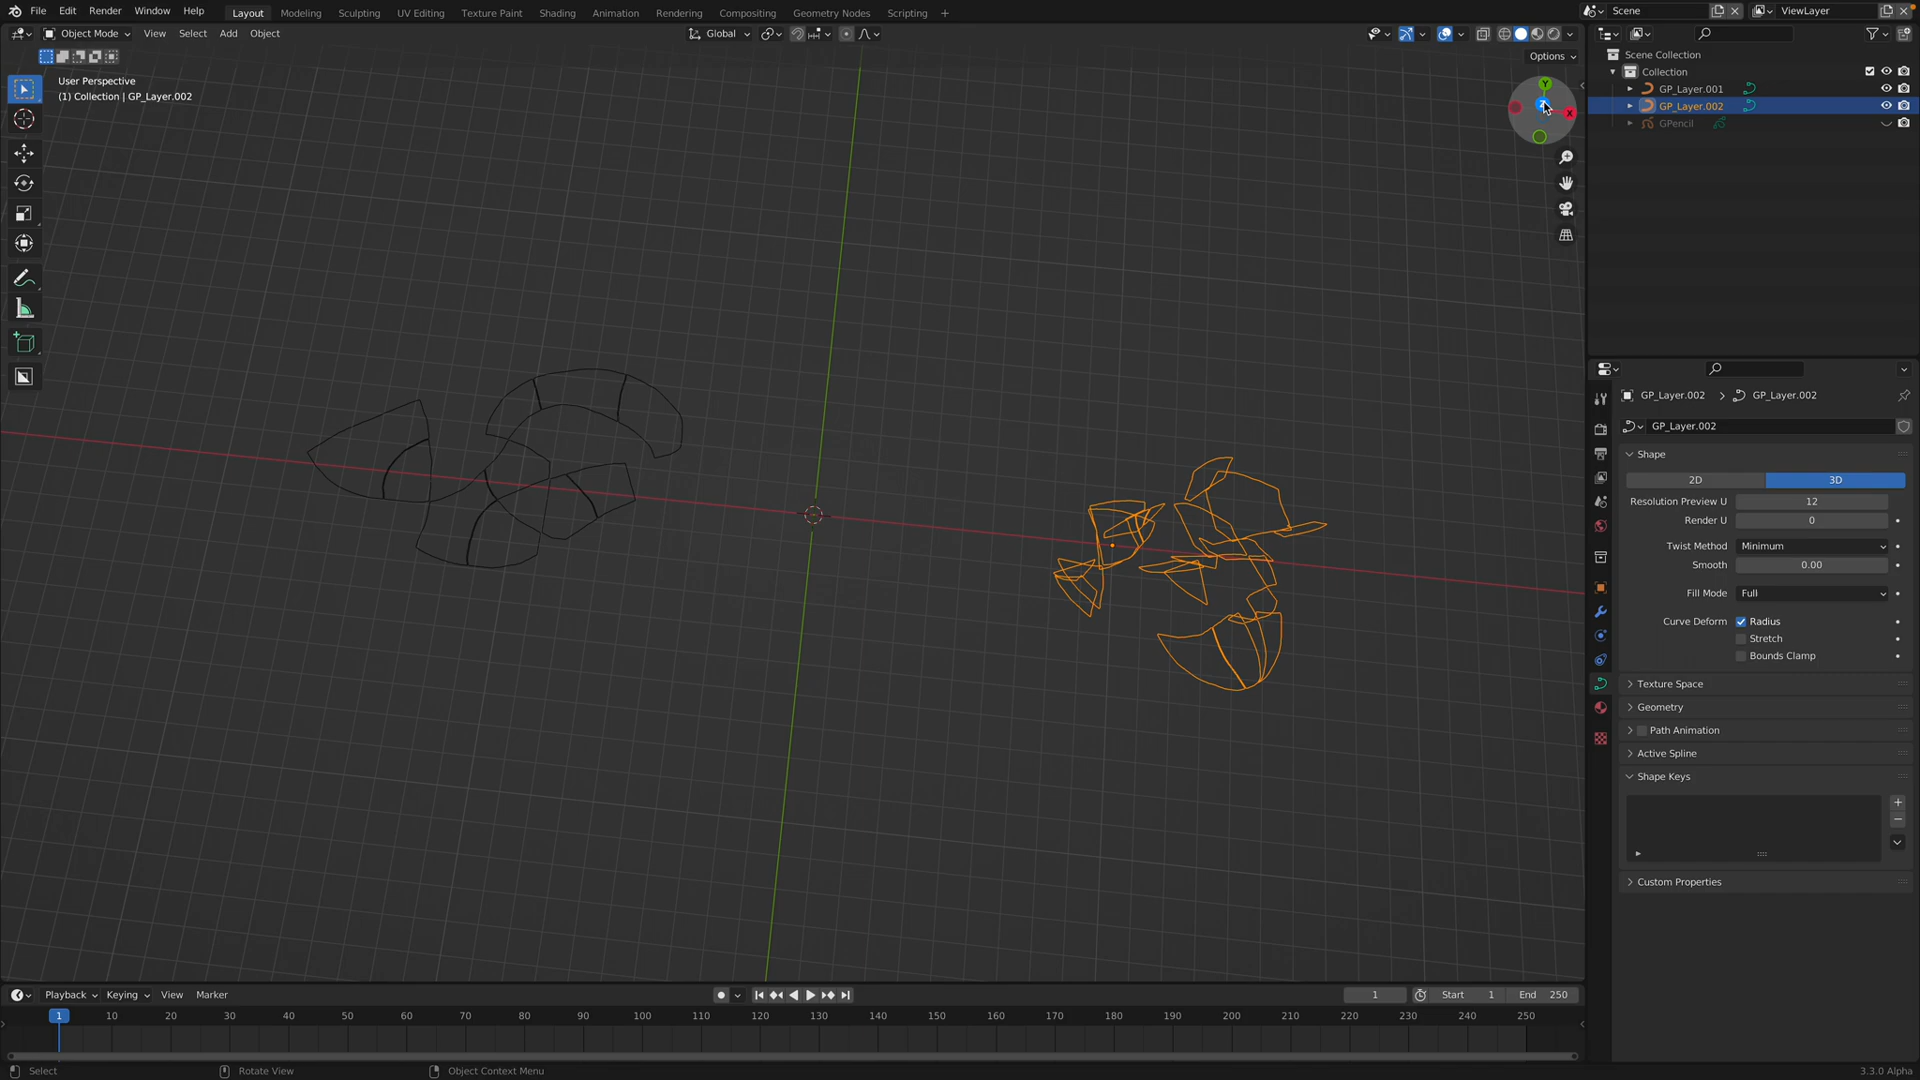 File Edit Render Window Help Layout Modeling Sculpting UV Editing Texture Paint Shading Animation Rendering Compositing Geometry Nodes Scripting + Scene ViewLayer
Object Mode View Select Add Object Global
Options
User Perspective
(1) Collection | GP_Layer.002
Y
Z
X
Scene Collection
Collection
GP_Layer.001
GP_Layer.002
GPencil
GP_Layer.002 > GP_Layer.002
GP_Layer.002
Shape
2D 3D
Resolution Preview U 12
Render U 0
Twist Method Minimum
Smooth 0.00
Fill Mode Full
Curve Deform Radius
Stretch
Bounds Clamp
Texture Space
Geometry
Path Animation
Active Spline
Shape Keys
Custom Properties
Playback Keying View Marker 1 Start 1 End 250
1 10 20 30 40 50 60 70 80 90 100 110 120 130 140 150 160 170 180 190 200 210 220 230 240 250
Select Rotate View Object Context Menu 3.3.0 Alpha